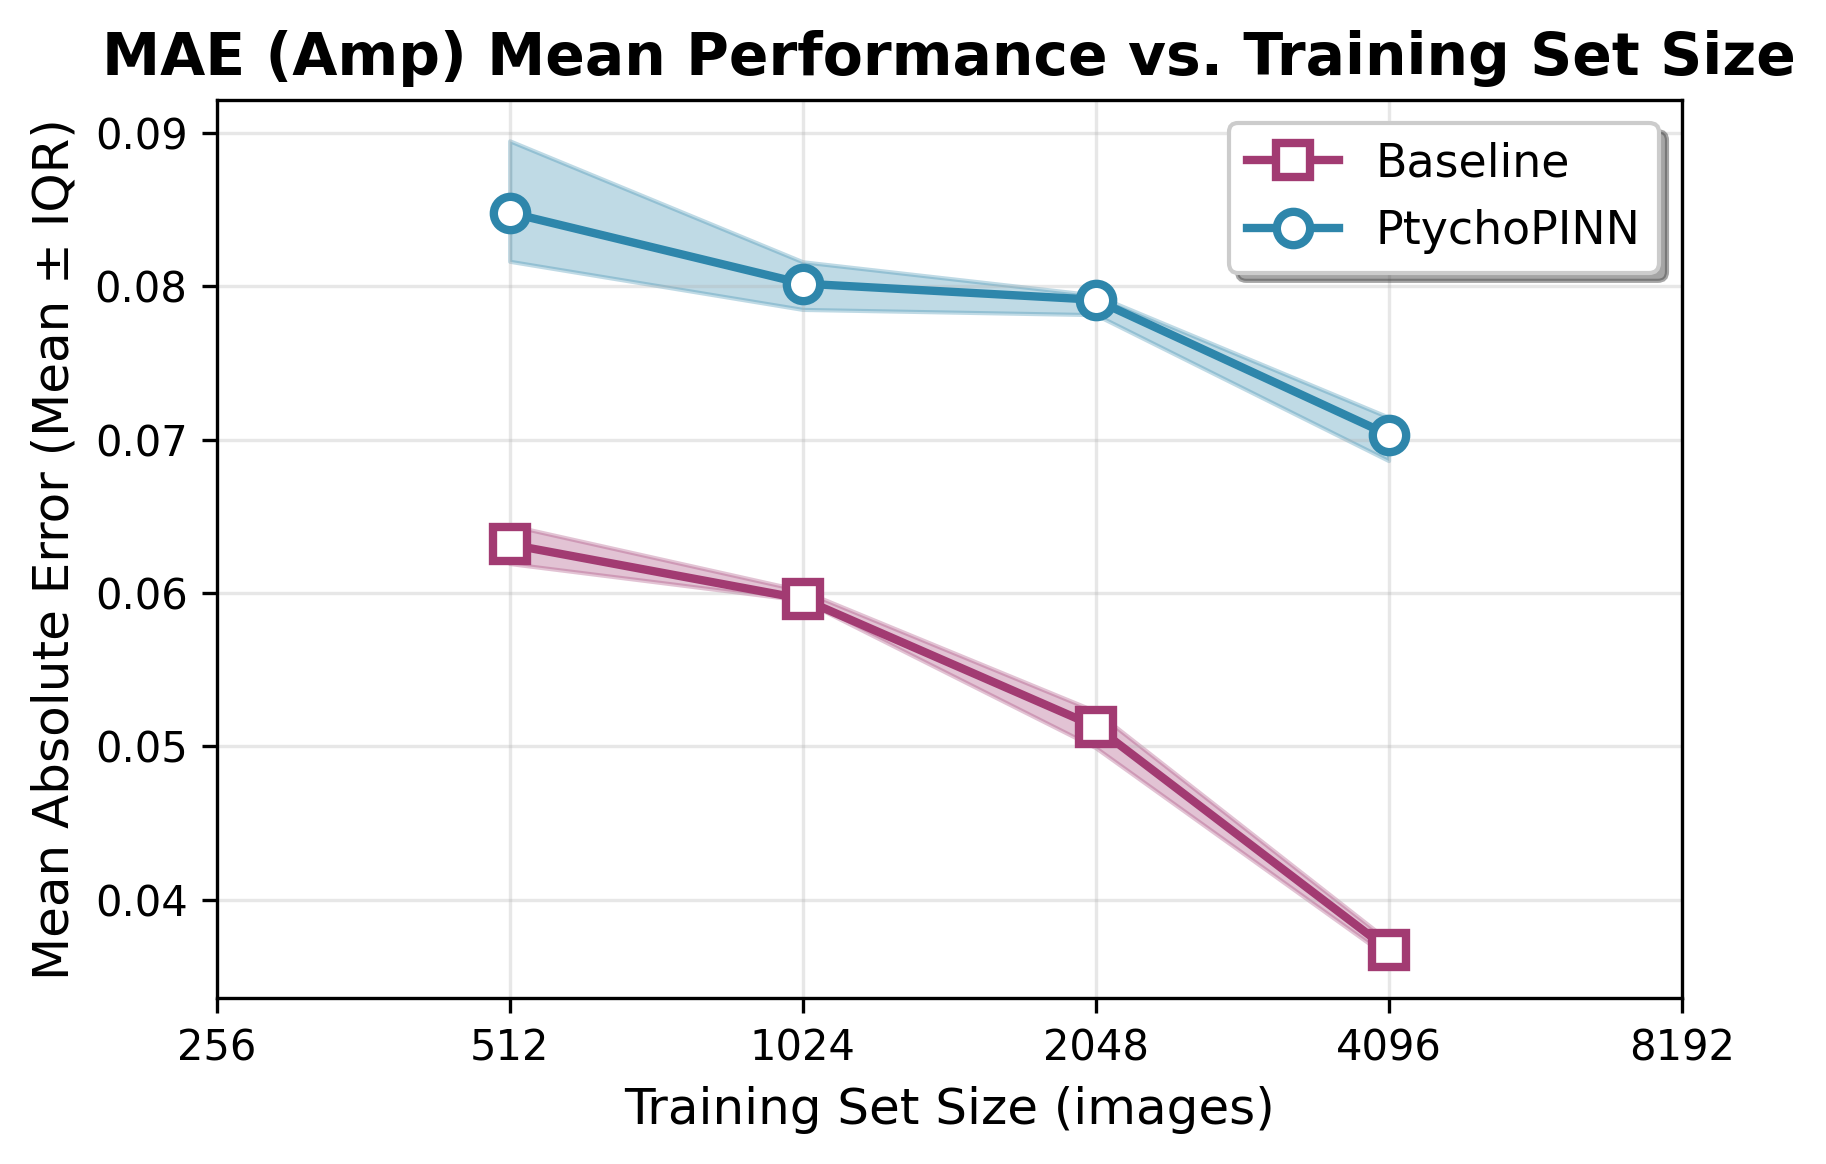 MAE (Amp) Mean Performance vs. Training Set Size
Mean Absolute Error (Mean ± IQR)
0.09
0.08
0.07
0.06
0.05
0.04
Baseline
PtychoPINN
256 512 1024 2048 4096 8192
Training Set Size (images)